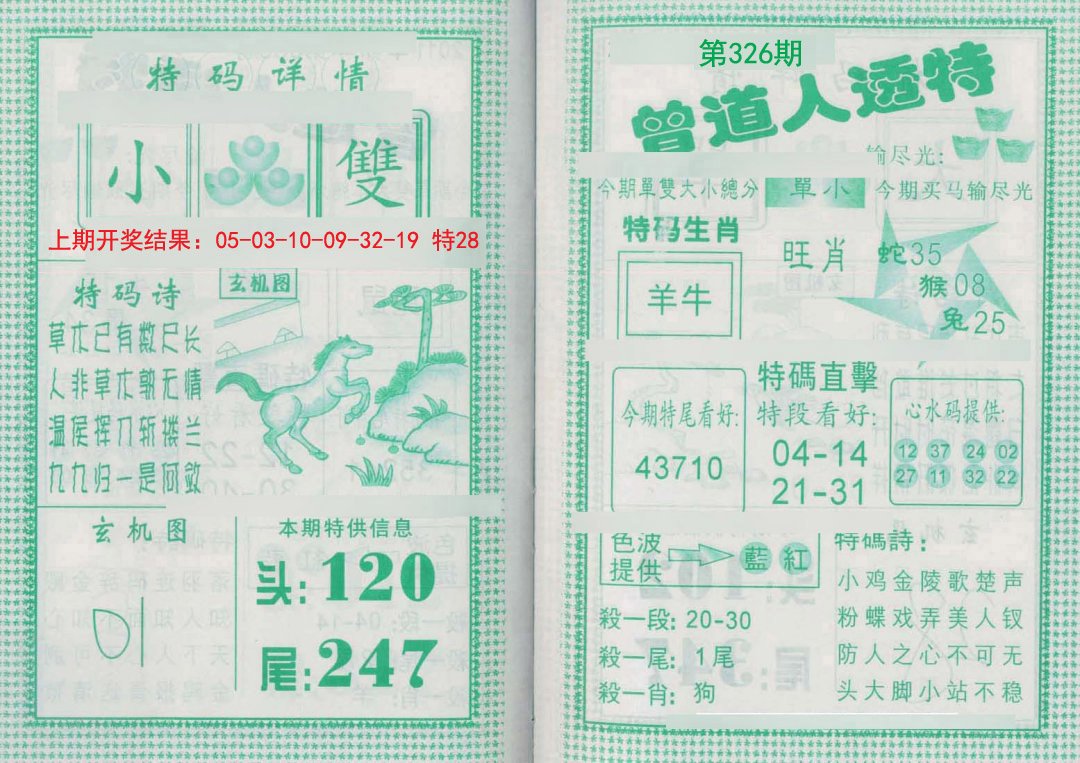 特码详情
小 雙
上期开奖结果：05-03-10-09-32-19 特28
特码诗
草木已有数尺长
人非草木孰无情
温侯挥刀斩楼兰
九九归一是何数
玄机图
玄机图
本期特供信息
头:120
尾:247
第326期
曾道人透特
输尽光:
今期單雙大小總分
單小
今期买马输尽光
特码生肖
羊牛
旺肖
蛇35
猴08
兔25
今期特尾看好:
43710
特碼直擊
特段看好:
04-14
21-31
心水码提供:
12 37 24 02
27 11 32 22
色波
提供
藍 紅
殺一段: 20-30
殺一尾: 1尾
殺一肖: 狗
特碼詩:
小鸡金陵歌楚声
粉蝶戏弄美人钗
防人之心不可无
头大脚小站不稳